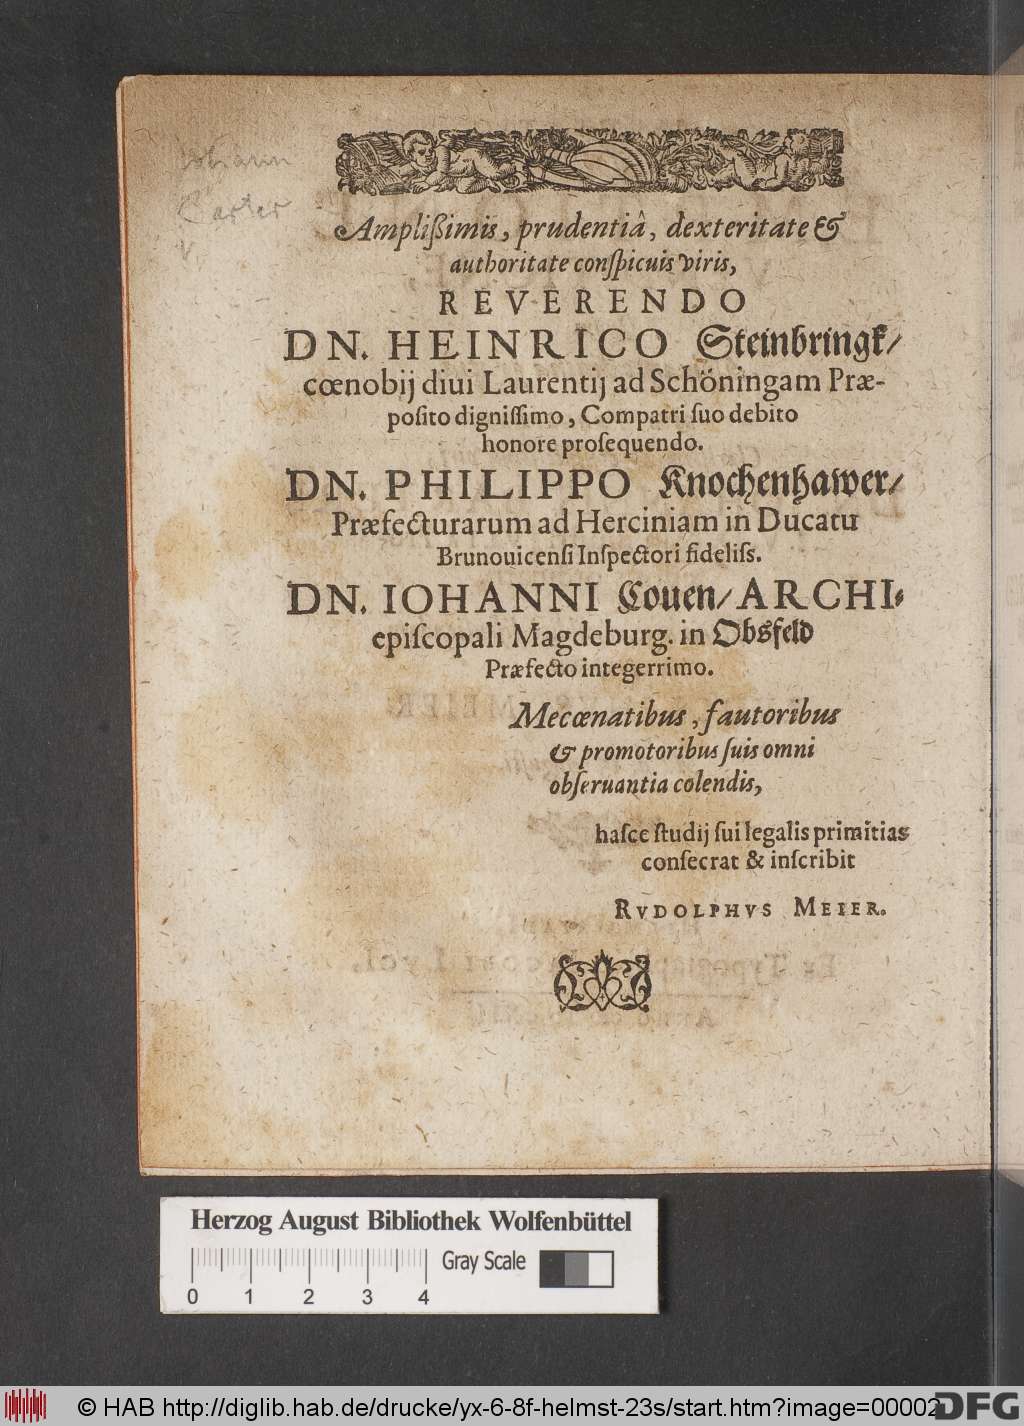 Johann
Carter
Ampliſſimis, prudentiâ, dexteritate &
authoritate conſpicuis viris,
REVERENDO
DN. HEINRICO Steinbringk/
cœnobij diui Laurentij ad Schöningam Præ-
poſito digniſſimo, Compatri ſuo debito
honore proſequendo.
DN. PHILIPPO Knochenhawer/
Præfecturarum ad Herciniam in Ducatu
Brunouicenſi Inſpectori fideliſs.
DN. IOHANNI Couen/ ARCHI-
epiſcopali Magdeburg. in Obsfeld
Præfecto integerrimo.
Mecœnatibus, fautoribus
& promotoribus ſuis omni
obſeruantia colendis,
haſce ſtudij ſui legalis primitias
conſecrat & inſcribit
RVDOLPHVS MEIER.
Herzog August Bibliothek Wolfenbüttel
Gray Scale
0 1 2 3 4
© HAB http://diglib.hab.de/drucke/yx-6-8f-helmst-23s/start.htm?image=00002
DFG